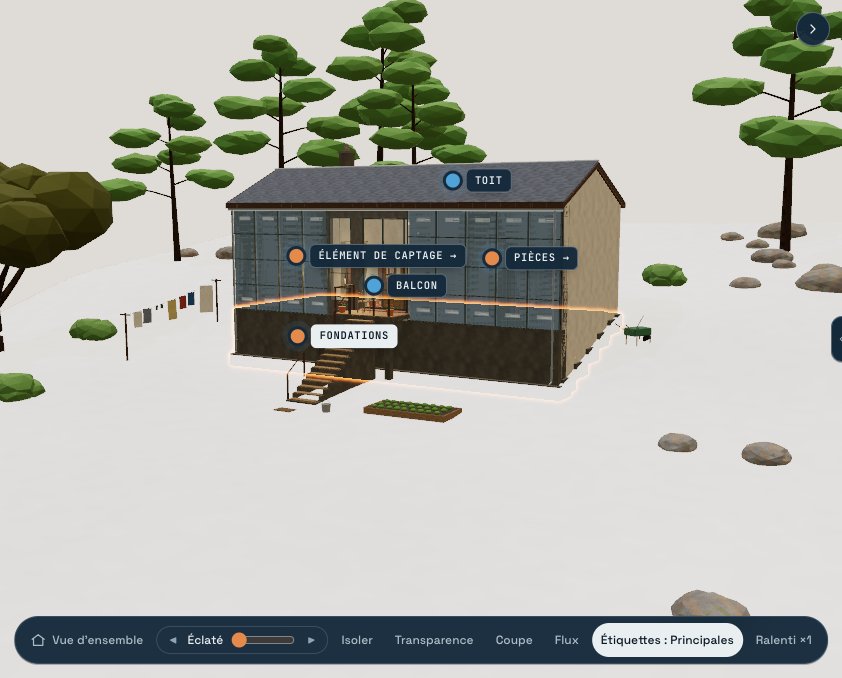 TOIT
ÉLÉMENT DE CAPTAGE →
PIÈCES →
BALCON
FONDATIONS
Vue d'ensemble
◄ Éclaté ►
Isoler
Transparence
Coupe
Flux
Étiquettes : Principales
Ralenti ×1